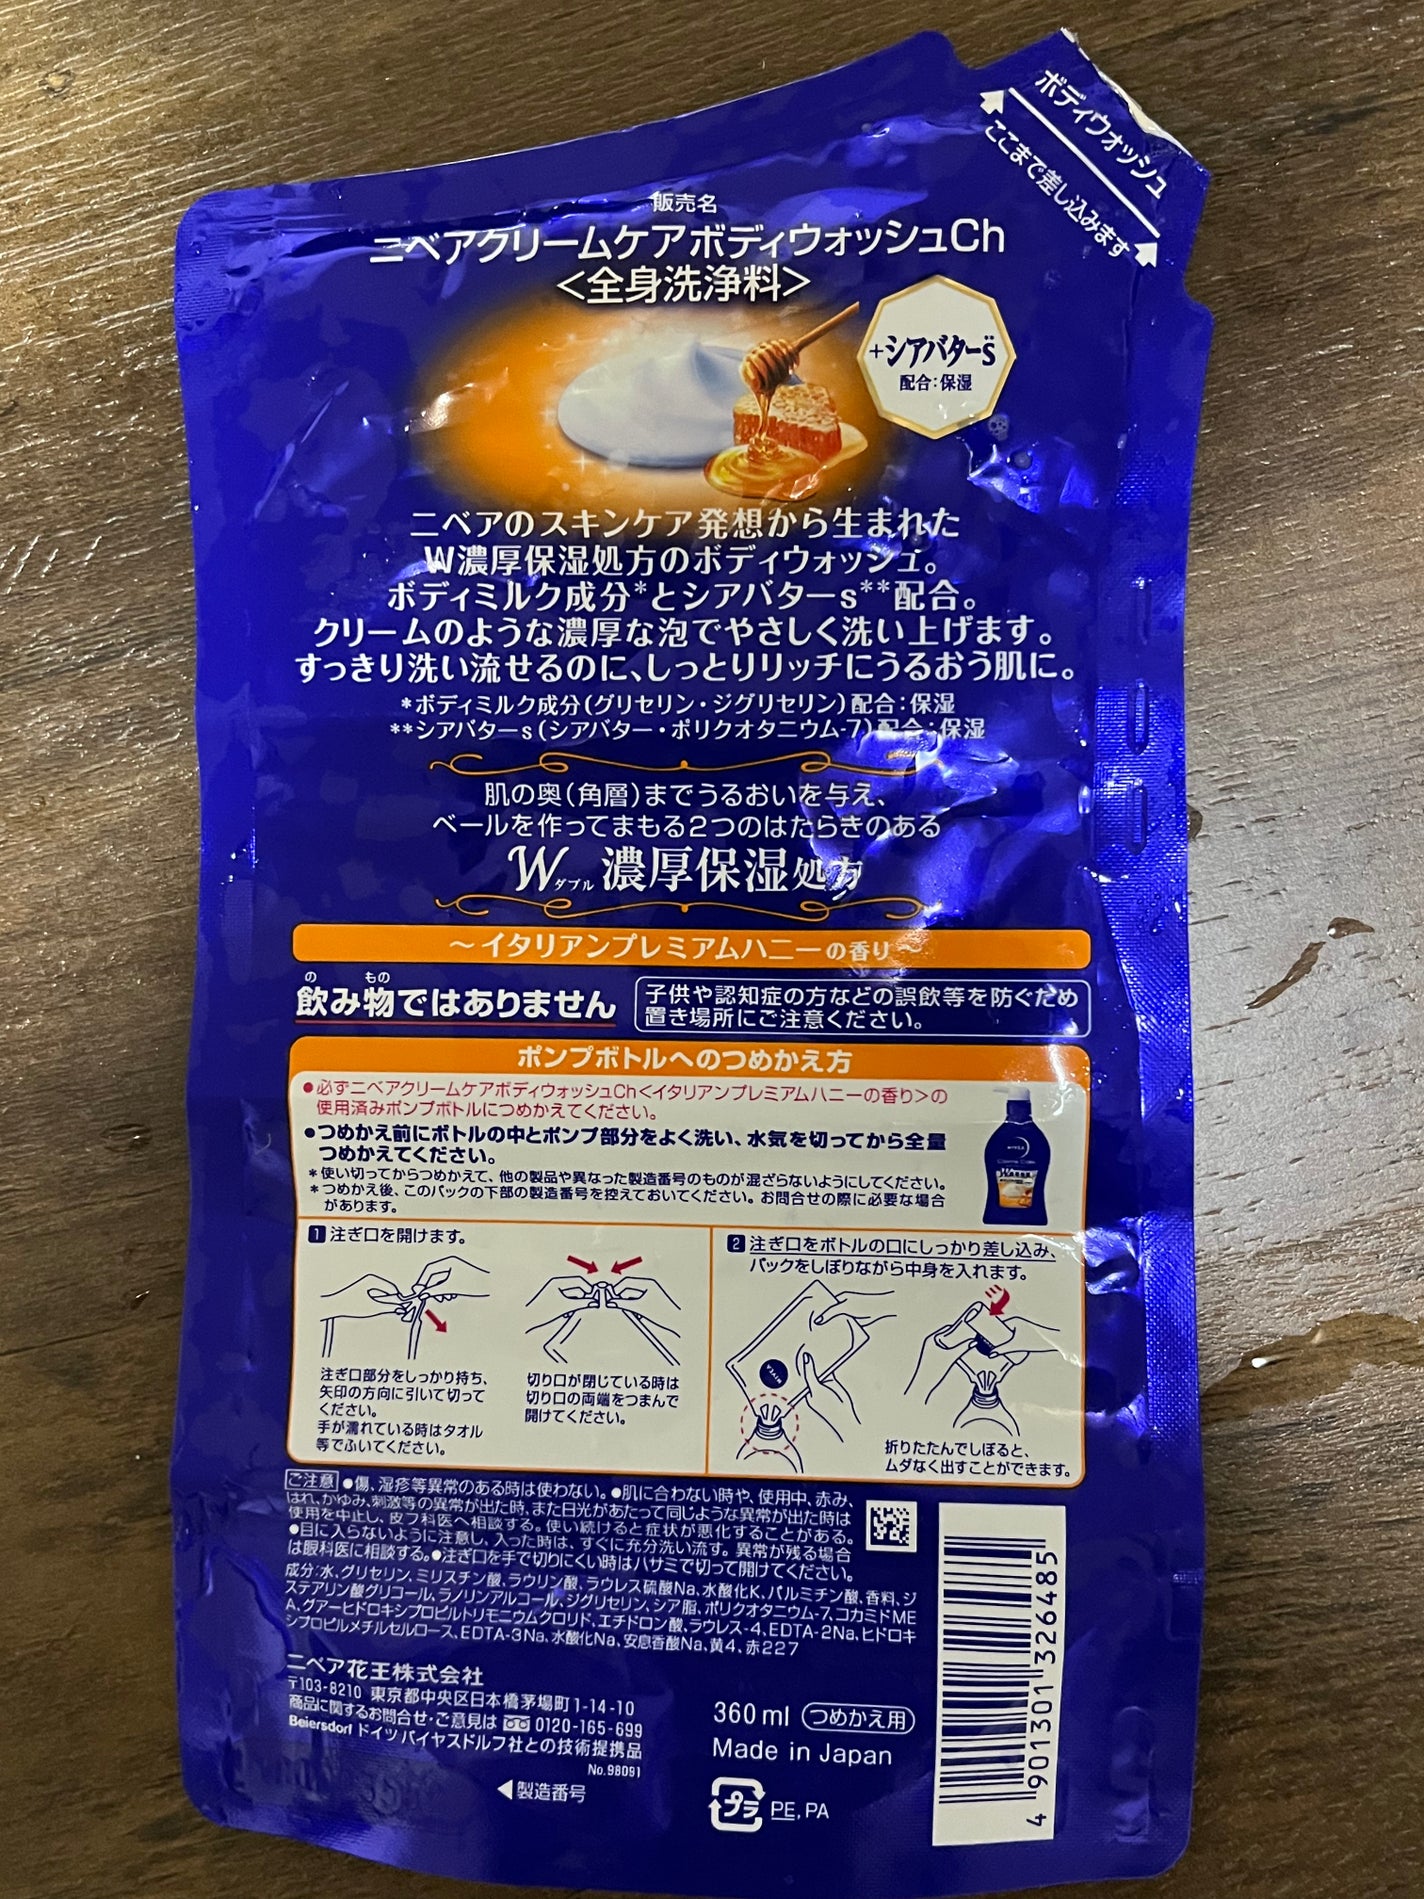 ボディウォッシュ
ここまで差し込みます
販売名
ニベアクリームケアボディウォッシュCh
<全身洗浄料>
+シアバターs
配合:保湿
ニベアのスキンケア発想から生まれた
W濃厚保湿処方のボディウォッシュ。
ボディミルク成分*とシアバターs**配合。
クリームのような濃厚な泡でやさしく洗い上げます。
すっきり洗い流せるのに、しっとりリッチにうるおう肌に。
*ボディミルク成分(グリセリン・ジグリセリン)配合:保湿
**シアバターs(シアバター・ポリクオタニウム-7)配合:保湿
肌の奥(角層)までうるおいを与え、
ベールを作ってまもる2つのはたらきのある
Wダブル 濃厚保湿処方
～イタリアンプレミアムハニーの香り～
の もの
飲み物ではありません
子供や認知症の方などの誤飲等を防ぐため
置き場所にご注意ください。
ポンプボトルへのつめかえ方
●必ずニベアクリームケアボディウォッシュCh<イタリアンプレミアムハニーの香り>の
使用済みポンプボトルにつめかえてください。
●つめかえ前にボトルの中とポンプ部分をよく洗い、水気を切ってから全量
つめかえてください。
*使い切ってからつめかえて、他の製品や異なった製造番号のものが混ざらないようにしてください。
*つめかえ後、このパックの下部の製造番号を控えておいてください。お問合せの際に必要な場合
があります。
1 注ぎ口を開けます。
注ぎ口部分をしっかり持ち、
矢印の方向に引いて切って
ください。
手が濡れている時はタオル
等でふいてください。
切り口が閉じている時は
切り口の両端をつまんで
開けてください。
2 注ぎ口をボトルの口にしっかり差し込み、
パックをしぼりながら中身を入れます。
NIVEA
折りたたんでしぼると、
ムダなく出すことができます。
ご注意 ●傷、湿疹等異常のある時は使わない。●肌に合わない時や、使用中、赤み、
はれ、かゆみ、刺激等の異常が出た時、また日光があたって同じような異常が出た時は
使用を中止し、皮フ科医へ相談する。使い続けると症状が悪化することがある。
●目に入らないように注意し、入った時は、すぐに充分洗い流す。異常が残る場合
は眼科医に相談する。●注ぎ口を手で切りにくい時はハサミで切って開けてください。
成分:水、グリセリン、ミリスチン酸、ラウリン酸、ラウレス硫酸Na、水酸化K、パルミチン酸、香料、ジ
ステアリン酸グリコール、ラノリンアルコール、ジグリセリン、シア脂、ポリクオタニウム-7、コカミドME
A、グアーヒドロキシプロピルトリモニウムクロリド、エチドロン酸、ラウレス-4、EDTA-2Na、ヒドロキ
シプロピルメチルセルロース、EDTA-3Na、水酸化Na、安息香酸Na、黄4、赤227
ニベア花王株式会社
〒103-8210 東京都中央区日本橋茅場町1-14-10
商品に関するお問合せ・ご意見は 0120-165-699
Beiersdorf ドイツ バイヤスドルフ社との技術提携品
No.98091
◀製造番号
360ml つめかえ用
Made in Japan
プラ PE, PA
4 901301 326485